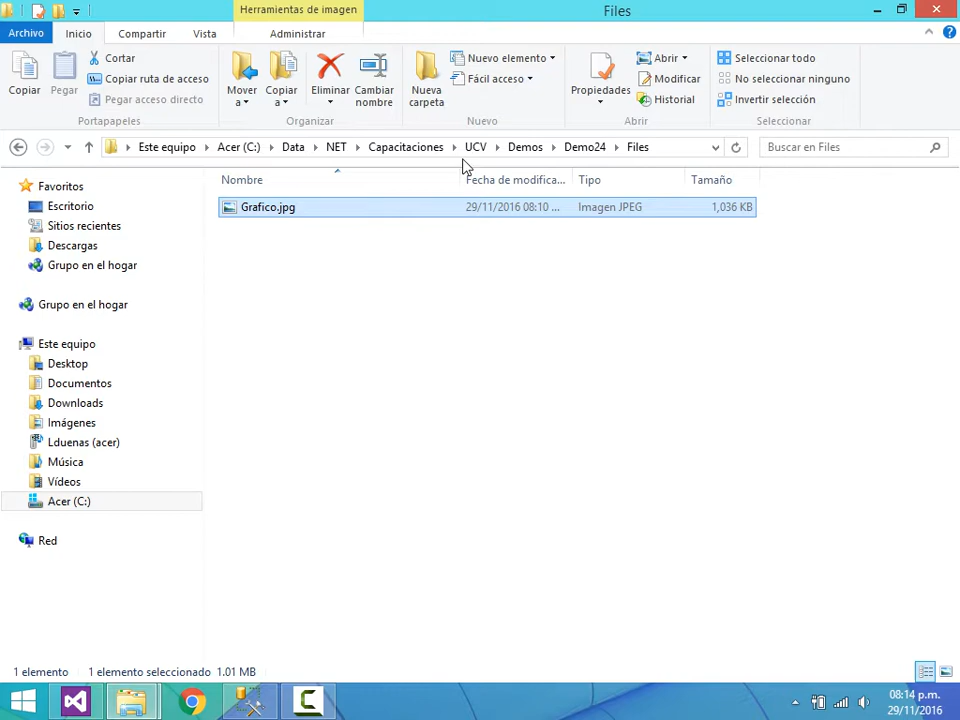 Herramientas de imagen
Files
Archivo
Inicio
Compartir
Vista
Administrar
Copiar
Pegar
Cortar
Copiar ruta de acceso
Pegar acceso directo
Portapapeles
Mover a
Copiar a
Eliminar
Cambiar nombre
Organizar
Nueva carpeta
Nuevo elemento
Fácil acceso
Nuevo
Propiedades
Abrir
Modificar
Historial
Abrir
Seleccionar todo
No seleccionar ninguno
Invertir selección
Seleccionar
Este equipo
Acer (C:)
Data
NET
Capacitaciones
UCV
Demos
Demo24
Files
Buscar en Files
Nombre
Fecha de modifica...
Tipo
Tamaño
Grafico.jpg
29/11/2016 08:10 ...
Imagen JPEG
1,036 KB
Favoritos
Escritorio
Sitios recientes
Descargas
Grupo en el hogar
Grupo en el hogar
Este equipo
Desktop
Documentos
Downloads
Imágenes
Lduenas (acer)
Música
Vídeos
Acer (C:)
Red
1 elemento
1 elemento seleccionado 1.01 MB
08:14 p.m.
29/11/2016